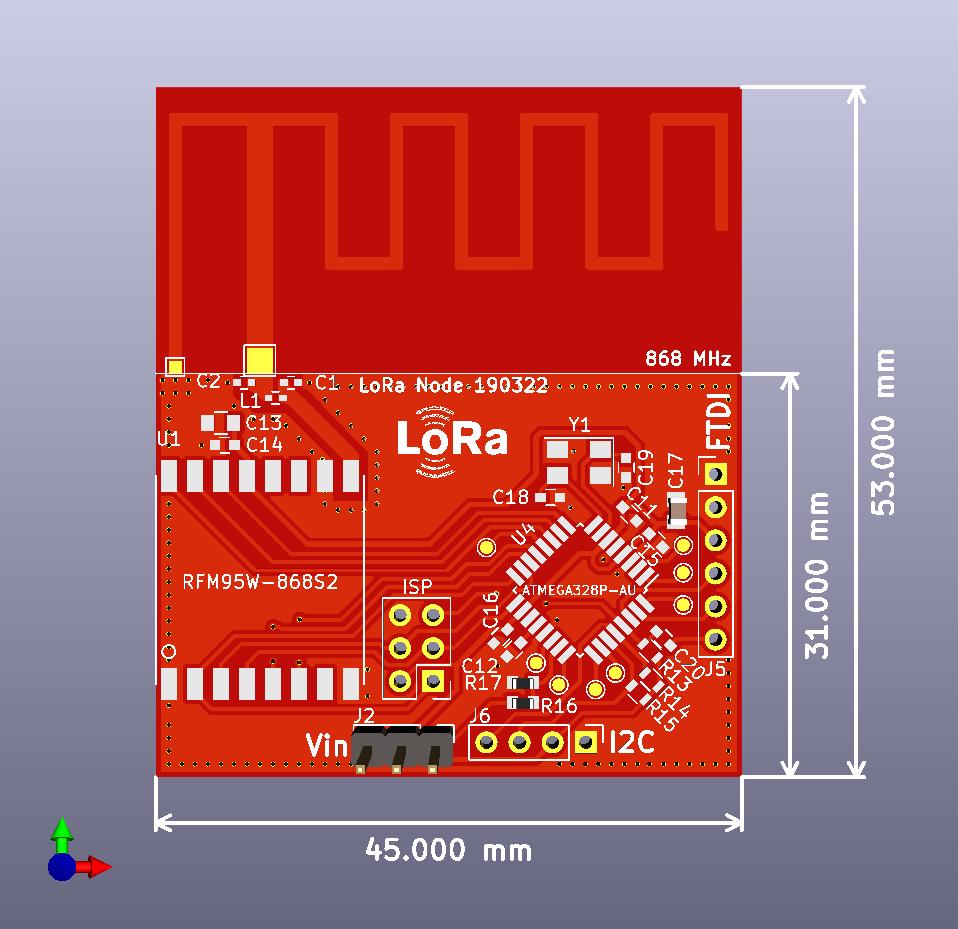 868 MHz
C2
C1
LoRa Node 190322
L1
FTDI
C13
U1
C14
LoRa
Y1
C19
C17
C18
C11
U4
C15
RFM95W-868S2
ISP
ATMEGA328P-AU
C16
C12
R17
C20
R13
J5
R14
R15
R16
J2
J6
Vin
I2C
53.000 mm
31.000 mm
45.000 mm